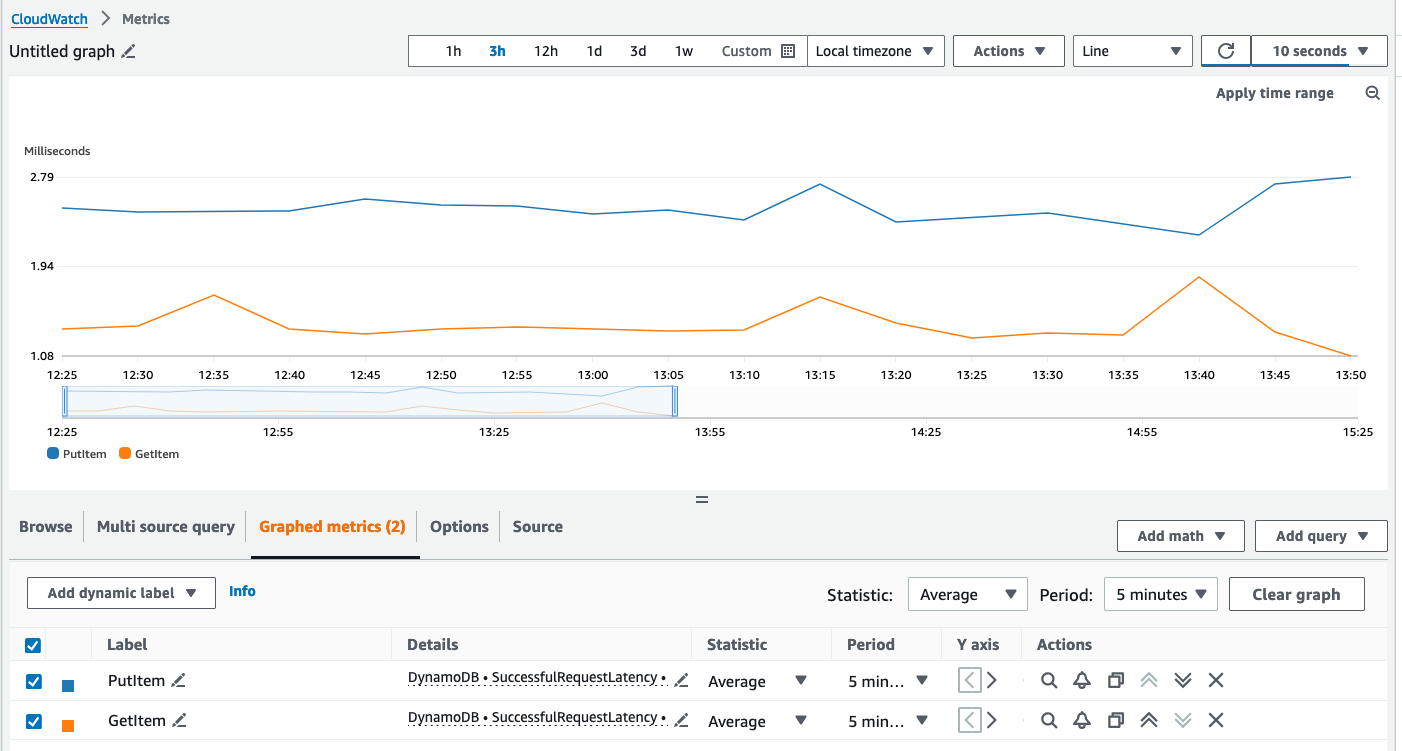 CloudWatch > Metrics
Untitled graph
1h 3h 12h 1d 3d 1w Custom Local timezone Actions Line 10 seconds
Apply time range
Milliseconds
2.79
1.94
1.08
12:25 12:30 12:35 12:40 12:45 12:50 12:55 13:00 13:05 13:10 13:15 13:20 13:25 13:30 13:35 13:40 13:45 13:50
12:25 12:55 13:25 13:55 14:25 14:55 15:25
PutItem GetItem
Browse Multi source query Graphed metrics (2) Options Source
Add math Add query
Add dynamic label Info Statistic: Average Period: 5 minutes Clear graph
Label Details Statistic Period Y axis Actions
PutItem DynamoDB • SuccessfulRequestLatency • Average 5 min...
GetItem DynamoDB • SuccessfulRequestLatency • Average 5 min...